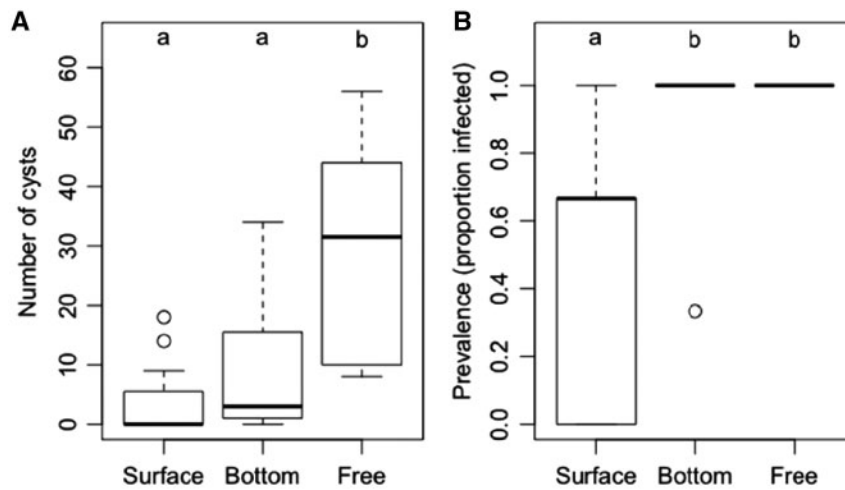 A
a a b
Number of cysts
60
50
40
30
20
10
0
Surface Bottom Free
B
a b b
Prevalence (proportion infected)
1.0
0.8
0.6
0.4
0.2
0.0
Surface Bottom Free